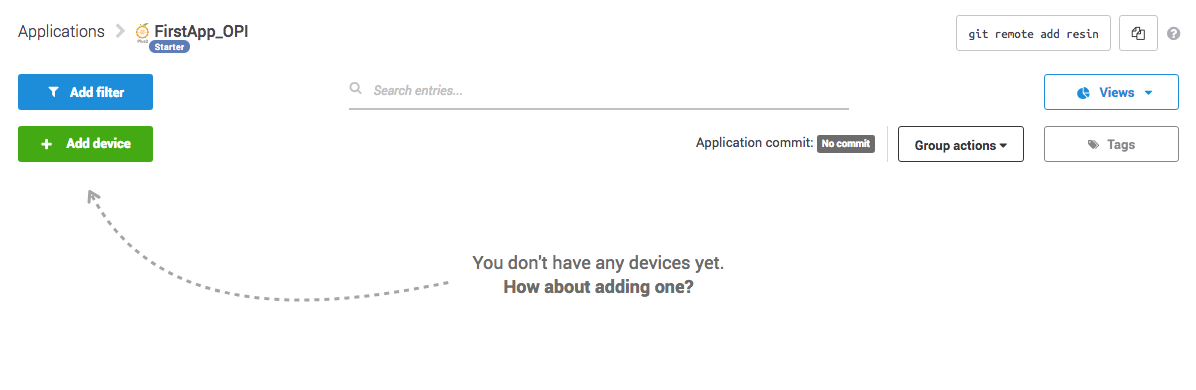 Applications FirstApp_OPI
Starter
git remote add resin
Add filter
Search entries...
Views
Add device
Application commit: No commit
Group actions
Tags
You don't have any devices yet.
How about adding one?